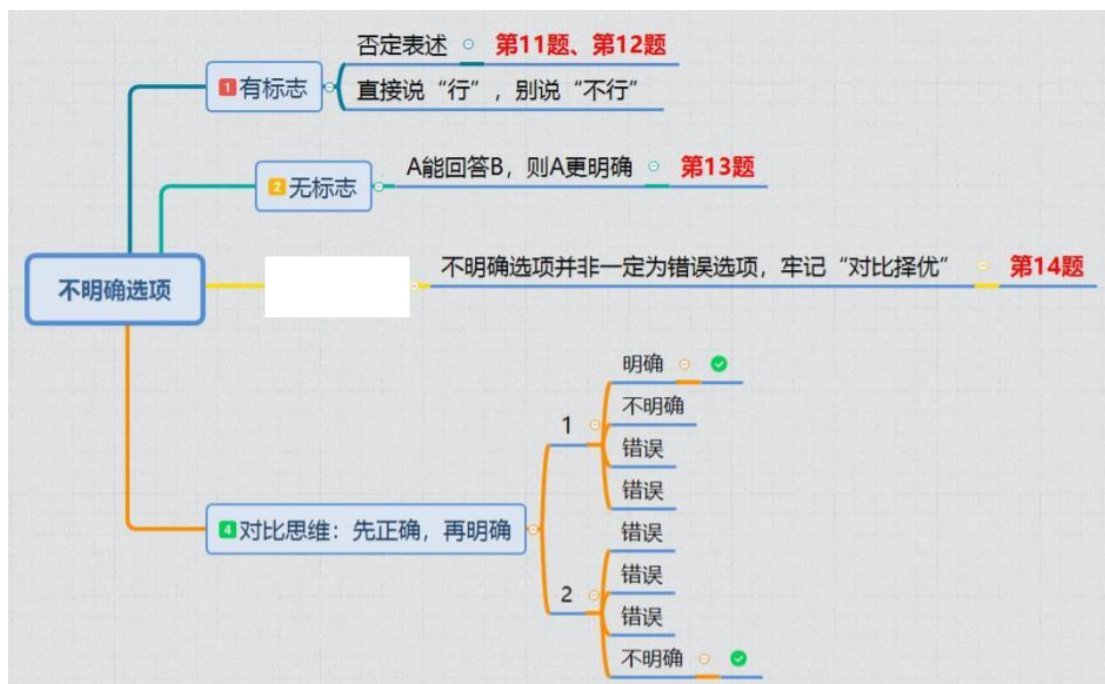 否定表述 第11题、第12题
1 有标志
直接说“行”，别说“不行”
A能回答B，则A更明确 第13题
2 无标志
不明确选项并非一定为错误选项，牢记“对比择优” 第14题
不明确选项
明确
不明确
1
错误
错误
4 对比思维：先正确，再明确
错误
错误
2
错误
不明确